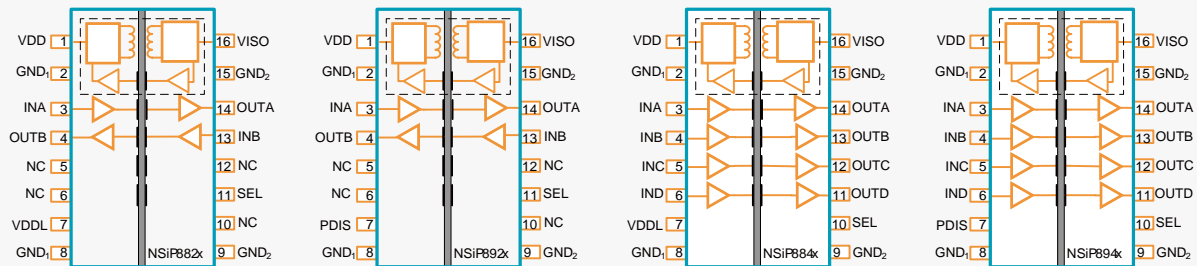 VDD 1 16 VISO
GND₁ 2 15 GND₂
INA 3 14 OUTA
OUTB 4 13 INB
NC 5 12 NC
NC 6 11 SEL
VDDL 7 10 NC
GND₁ 8 NSiP882x 9 GND₂
VDD 1 16 VISO
GND₁ 2 15 GND₂
INA 3 14 OUTA
OUTB 4 13 INB
NC 5 12 NC
NC 6 11 SEL
PDIS 7 10 NC
GND₁ 8 NSiP892x 9 GND₂
VDD 1 16 VISO
GND₁ 2 15 GND₂
INA 3 14 OUTA
INB 4 13 OUTB
INC 5 12 OUTC
IND 6 11 OUTD
VDDL 7 10 SEL
GND₁ 8 NSiP884x 9 GND₂
VDD 1 16 VISO
GND₁ 2 15 GND₂
INA 3 14 OUTA
INB 4 13 OUTB
INC 5 12 OUTC
IND 6 11 OUTD
PDIS 7 10 SEL
GND₁ 8 NSiP894x 9 GND₂